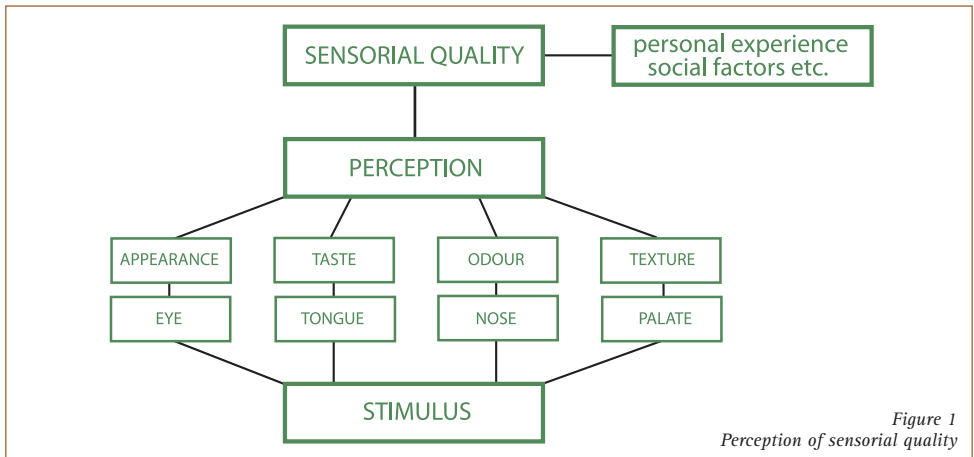 SENSORIAL QUALITY
personal experience
social factors etc.
PERCEPTION
APPEARANCE
TASTE
ODOUR
TEXTURE
EYE
TONGUE
NOSE
PALATE
STIMULUS
Figure 1
Perception of sensorial quality